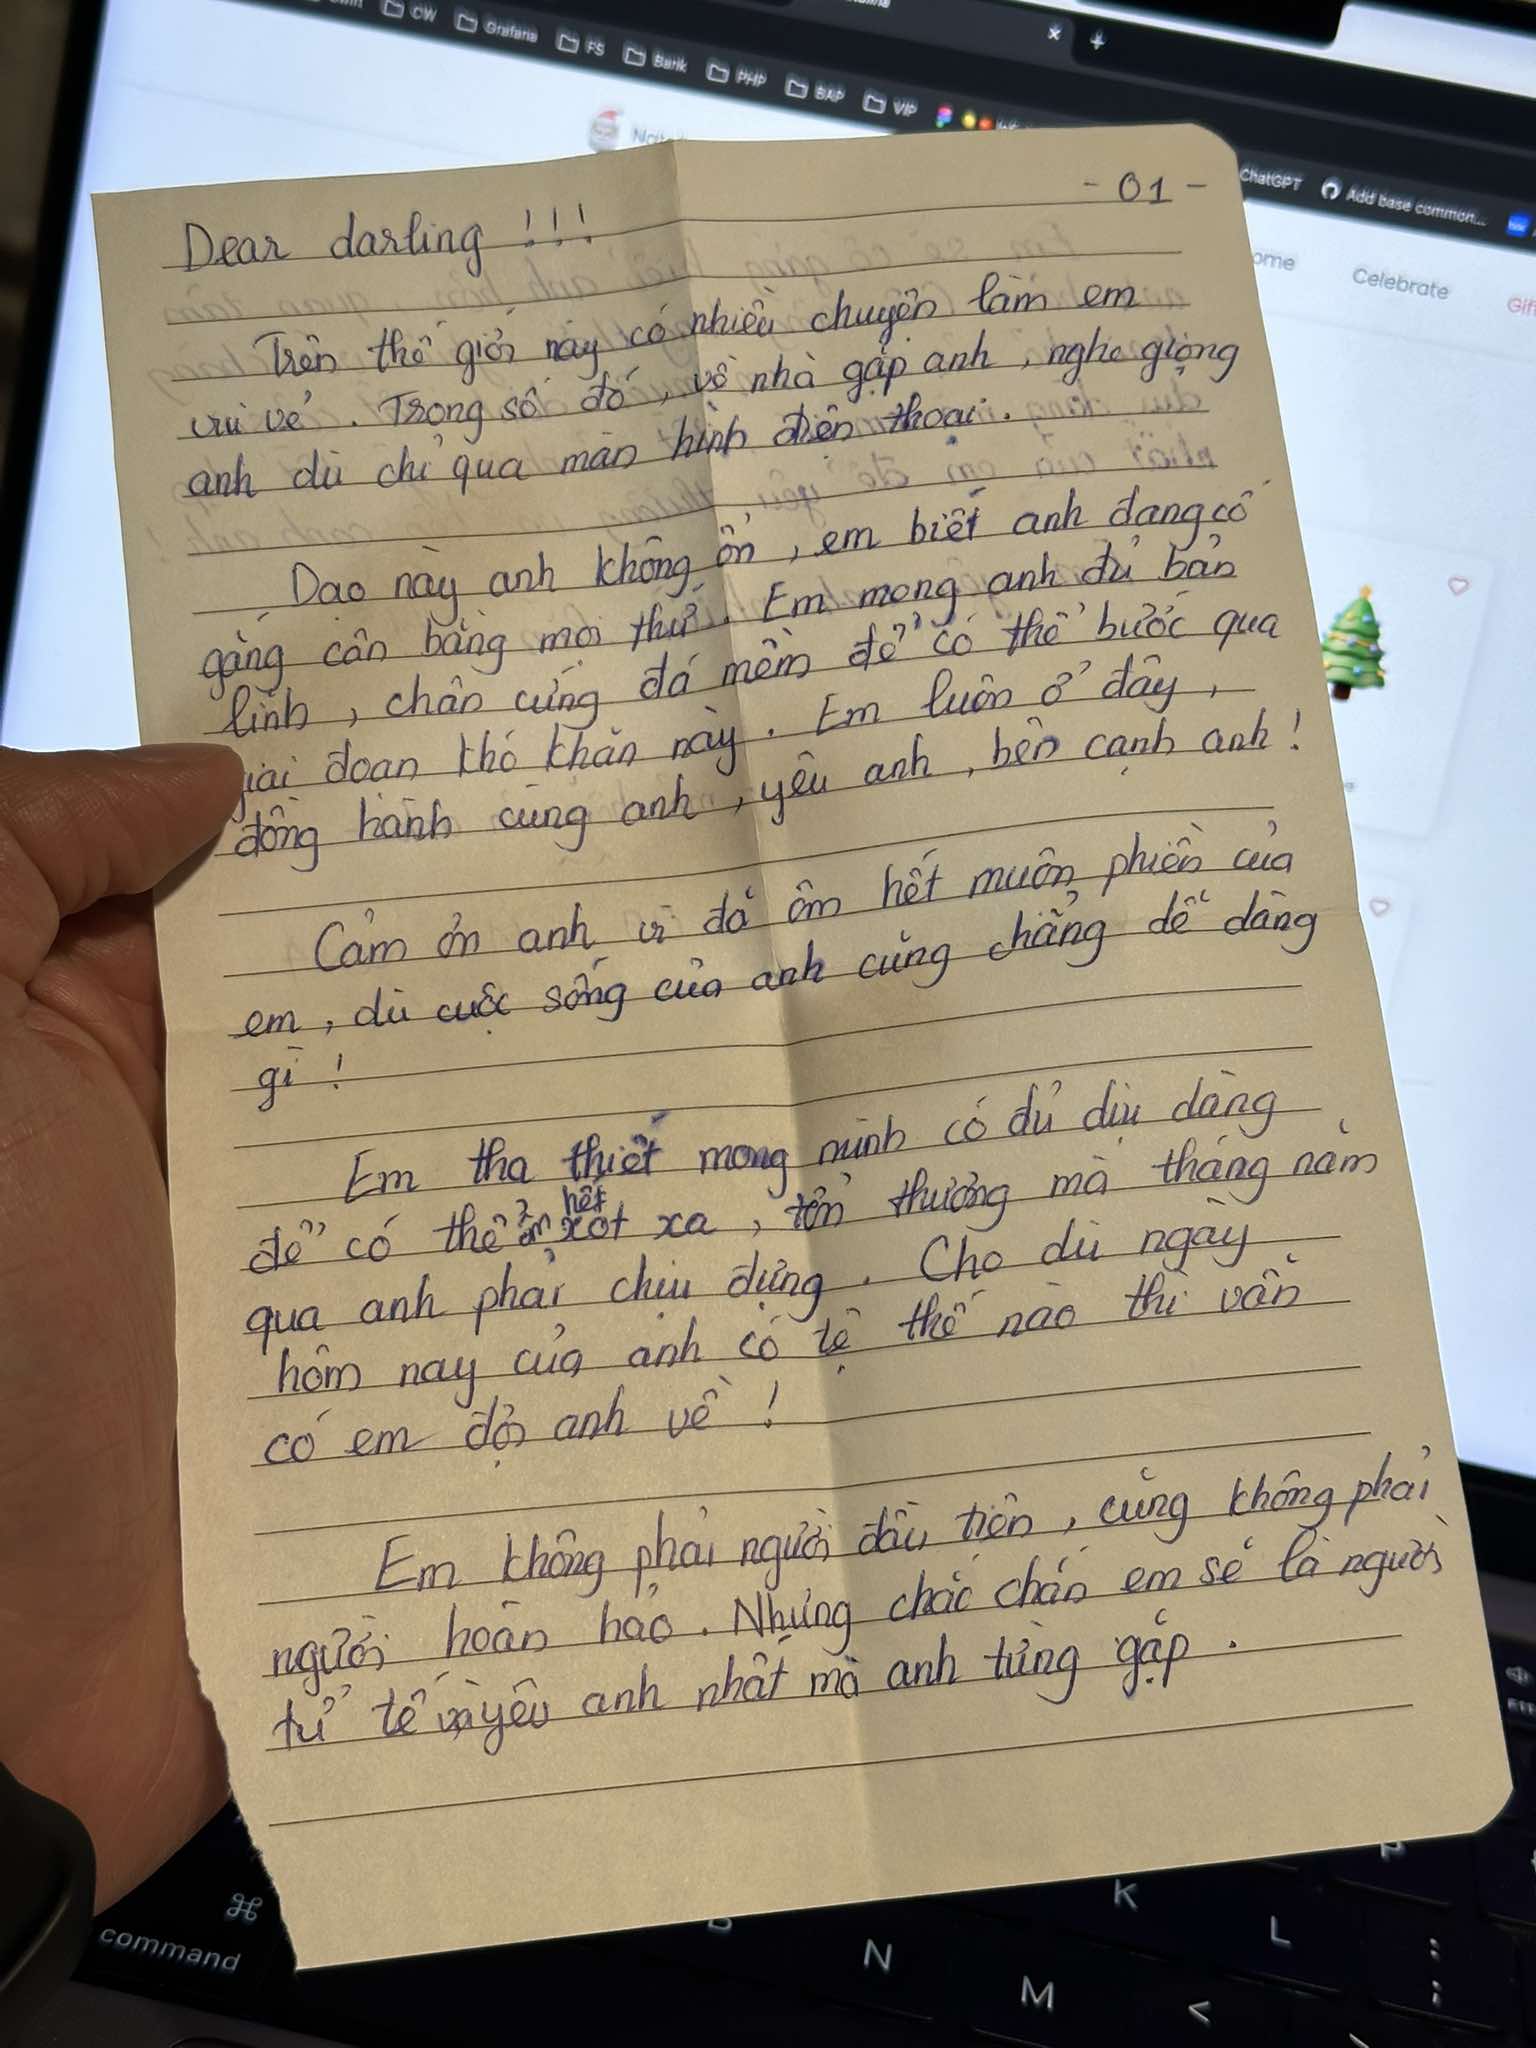 CW
Grafana
FS
Bank
PHP
BAP
VIP
ChatGPT
Add base common...
Celebrate
- 01 -
Dear darling !!!
Trên thế giới này có nhiều chuyện làm em
vui vẻ. Trong số đó, về nhà gặp anh, nghe giọng
anh dù chỉ qua màn hình điện thoại.
Dạo này anh không ổn, em biết anh đang cố
gắng cân bằng mọi thứ. Em mong anh đủ bản
lĩnh, chân cứng đá mềm để có thể bước qua
giai đoạn khó khăn này. Em luôn ở đây,
đồng hành cùng anh, yêu anh, bên cạnh anh!
Cảm ơn anh vì đã ôm hết muộn phiền của
em, dù cuộc sống của anh cũng chẳng dễ dàng
gì!
Em tha thiết mong mình có đủ dịu dàng
để có thể ôm hết xót xa, tổn thương mà tháng năm
qua anh phải chịu đựng. Cho dù ngày
hôm nay của anh có tệ thế nào thì vẫn
có em đợi anh về!
Em không phải người đầu tiên, cũng không phải
người hoàn hảo. Nhưng chắc chắn em sẽ là người
tử tế và yêu anh nhất mà anh từng gặp.
command
N
M
K
L
P
<
;
: